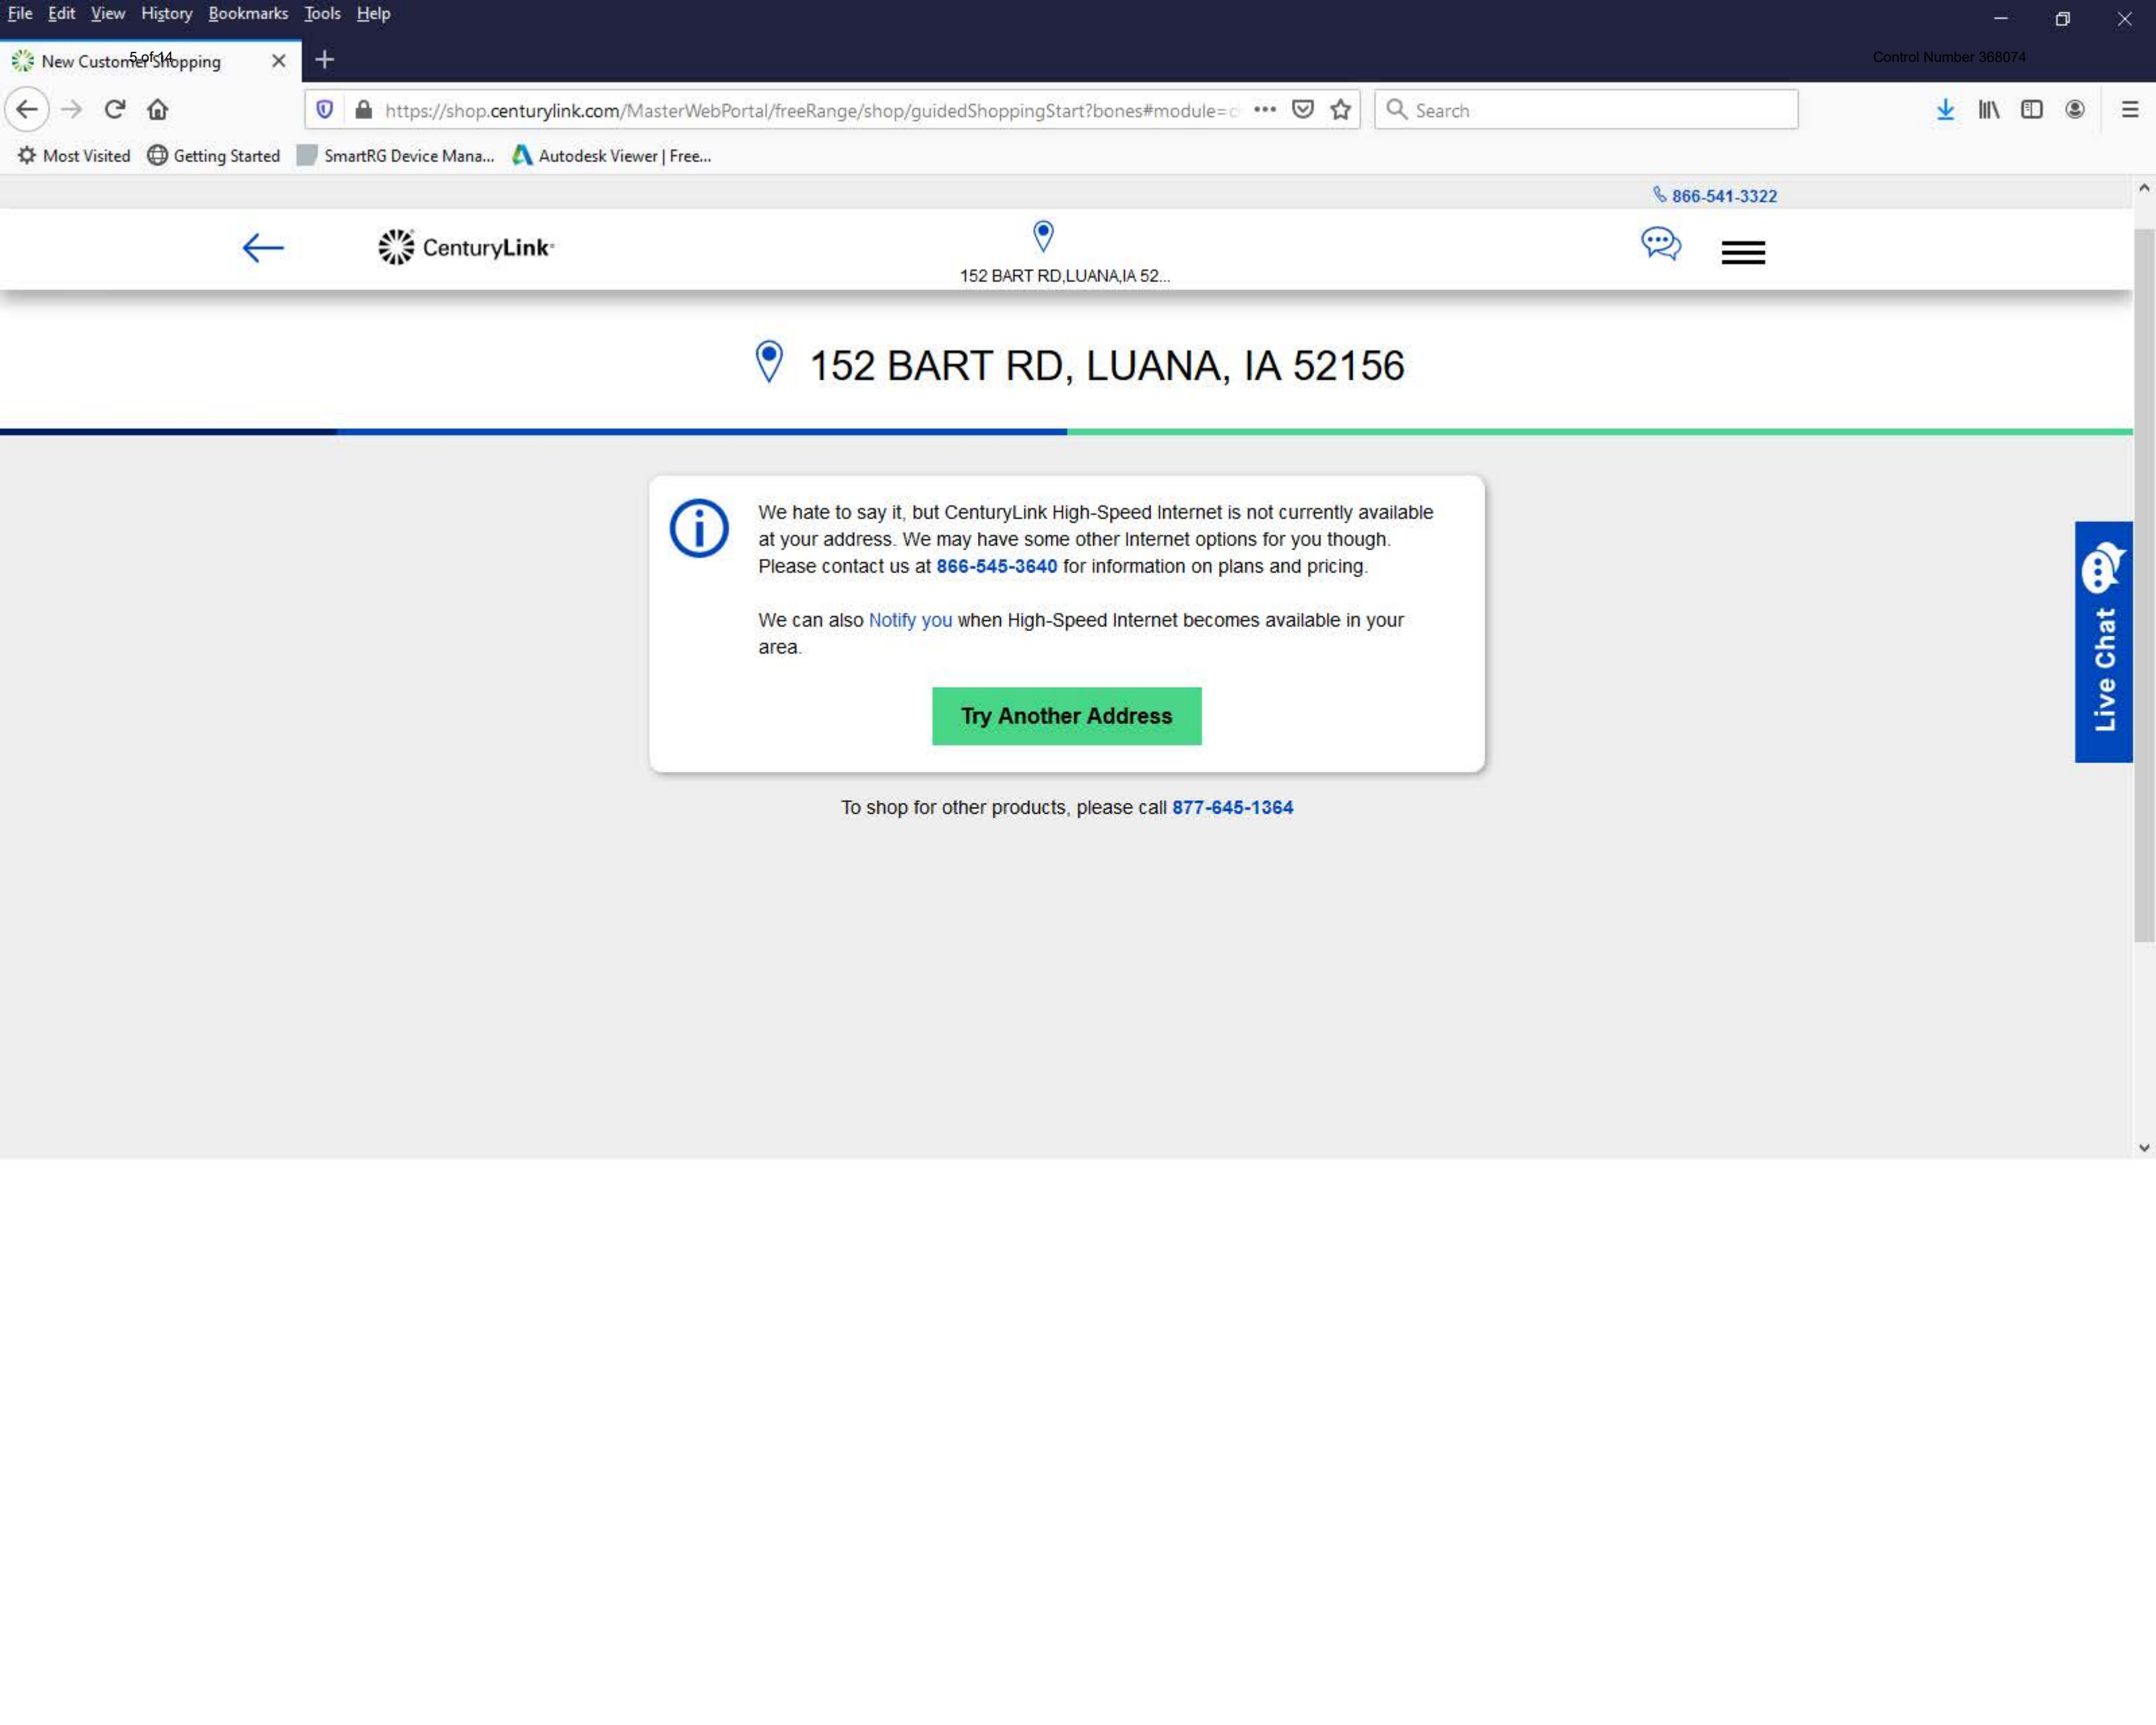 File Edit View History Bookmarks Tools Help
New Customer Shopping
5 of 14
Control Number 368074
https://shop.centurylink.com/MasterWebPortal/freeRange/shop/guidedShoppingStart?bones#module=c
Search
Most Visited Getting Started SmartRG Device Mana... Autodesk Viewer | Free...
866-541-3322
CenturyLink
152 BART RD,LUANA,IA 52...
152 BART RD, LUANA, IA 52156
We hate to say it, but CenturyLink High-Speed Internet is not currently available
at your address. We may have some other Internet options for you though.
Please contact us at 866-545-3640 for information on plans and pricing.
We can also Notify you when High-Speed Internet becomes available in your
area.
Try Another Address
Live Chat
To shop for other products, please call 877-645-1364